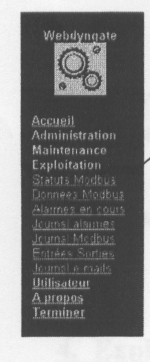 Webdyngate
Accueil
Administration
Maintenance
Exploitation
Statuts Modbus
Données Modbus
Alarmes en cours
Journal alarmes
Journal Modbus
Entrées Sorties
Journal e-mails
Utilisateur
A propos
Terminer